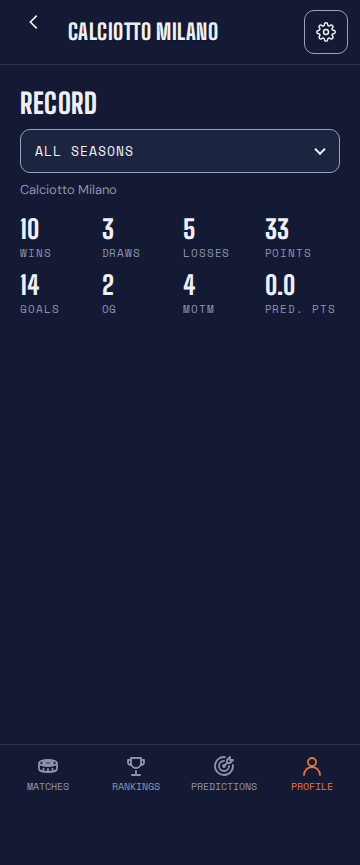 CALCIOTTO MILANO
RECORD
ALL SEASONS
Calciotto Milano
10 3 5 33
WINS DRAWS LOSSES POINTS
14 2 4 0.0
GOALS OG MOTM PRED. PTS
MATCHES RANKINGS PREDICTIONS PROFILE